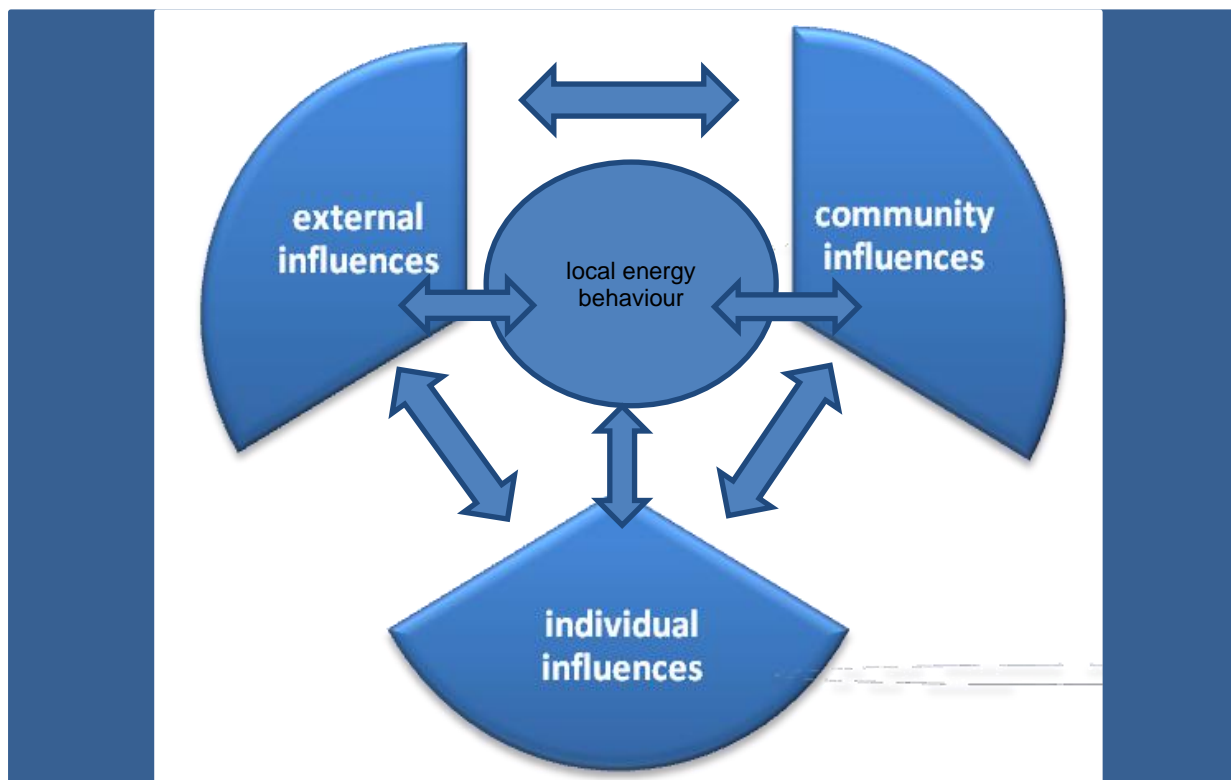 external
influences
community
influences
local energy
behaviour
individual
influences